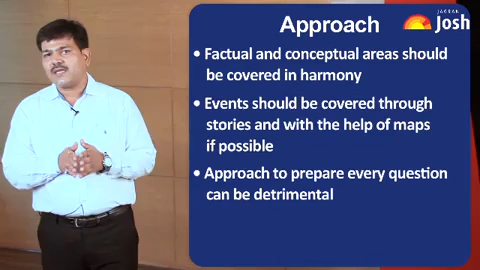 Approach
JAGRAN
Josh
• Factual and conceptual areas should
be covered in harmony
• Events should be covered through
stories and with the help of maps
if possible
• Approach to prepare every question
can be detrimental